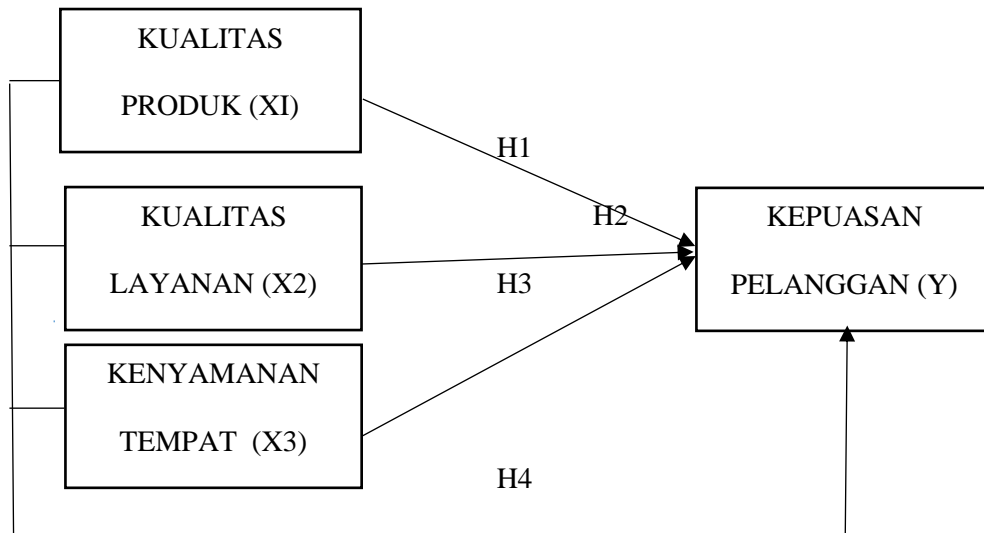 KUALITAS
PRODUK (XI)
H1
KUALITAS
LAYANAN (X2)
H2
KEPUASAN
PELANGGAN (Y)
H3
KENYAMANAN
TEMPAT (X3)
H4